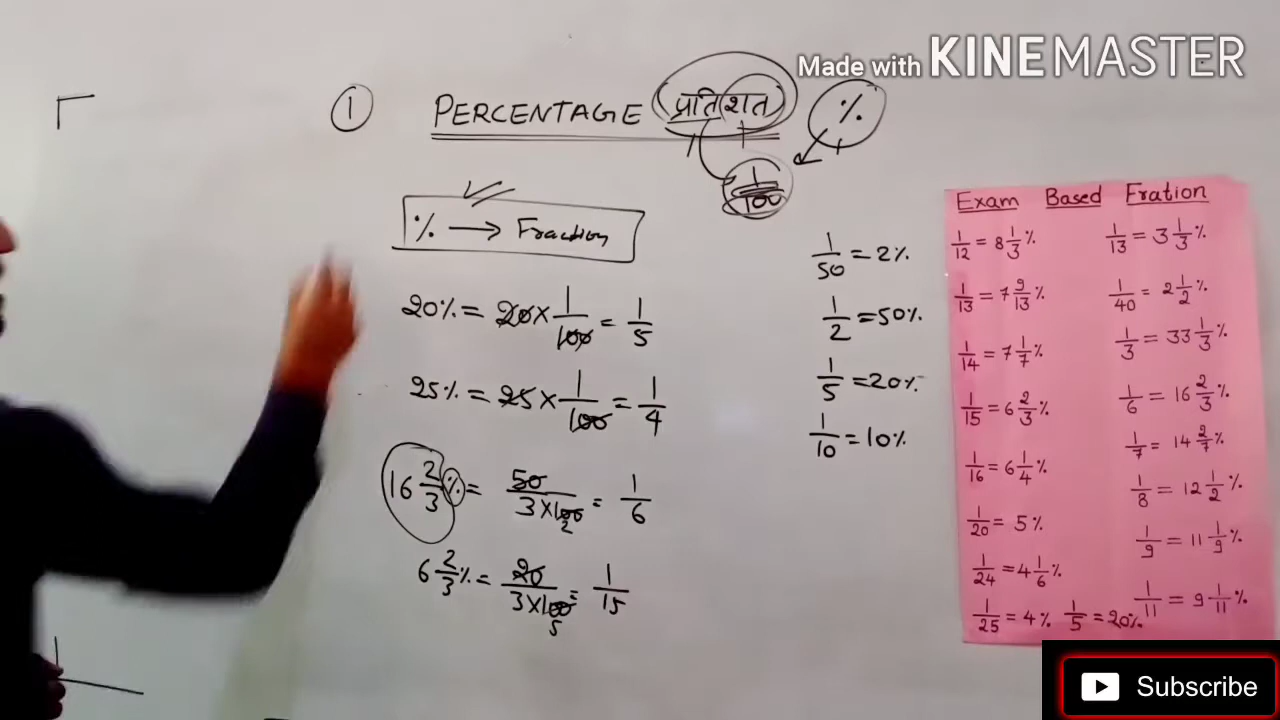 Made with KINEMASTER
① PERCENTAGE (प्रतिशत) %
1/100
% → Fraction
20% = 20 × 1/100 = 1/5
25% = 25 × 1/100 = 1/4
16 2/3 % = 50/3×100 2 = 1/6
6 2/3 % = 20/3×100 5 = 1/15
1/50 = 2%
1/2 = 50%
1/5 = 20%
1/10 = 10%
Exam Based Fration
1/12 = 8 1/3 %
1/13 = 7 9/13 %
1/14 = 7 1/7 %
1/15 = 6 2/3 %
1/16 = 6 1/4 %
1/20 = 5%
1/24 = 4 1/6 %
1/25 = 4% 1/5 = 20%
1/13 = 3 1/3 %
1/40 = 2 1/2 %
1/3 = 33 1/3 %
1/6 = 16 2/3 %
1/7 = 14 2/7 %
1/8 = 12 1/2 %
1/9 = 11 1/9 %
1/11 = 9 1/11 %
Subscribe